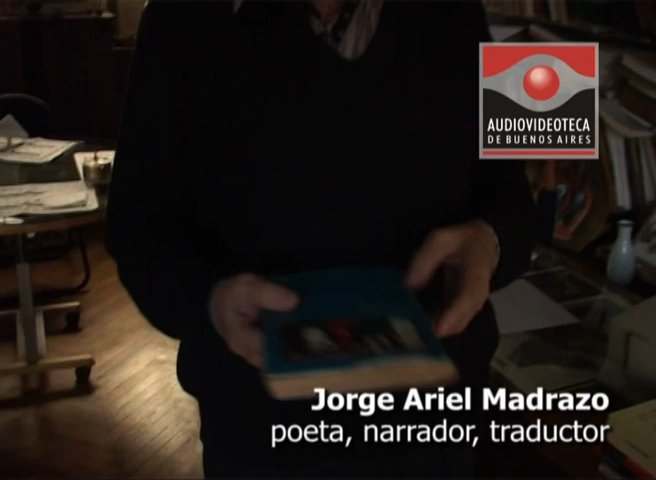 AUDIOVIDEOTECA
DE BUENOS AIRES
Jorge Ariel Madrazo
poeta, narrador, traductor